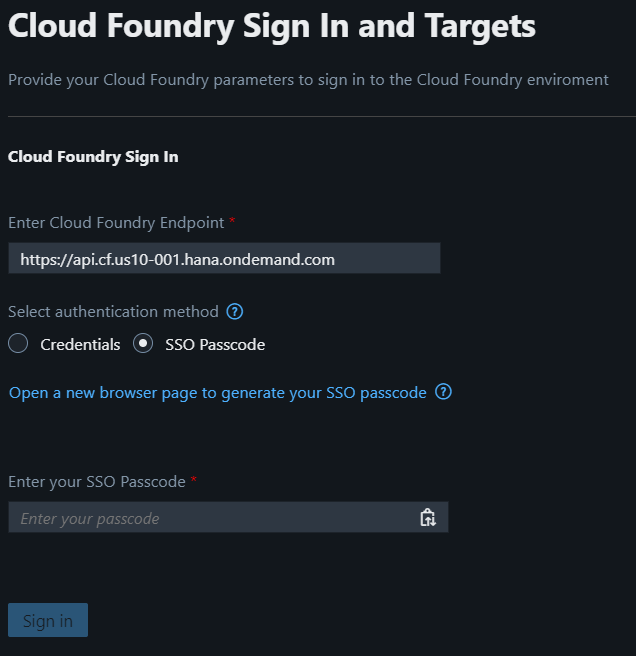 Cloud Foundry Sign In and Targets
Provide your Cloud Foundry parameters to sign in to the Cloud Foundry enviroment
Cloud Foundry Sign In
Enter Cloud Foundry Endpoint *
https://api.cf.us10-001.hana.ondemand.com
Select authentication method ?
Credentials SSO Passcode
Open a new browser page to generate your SSO passcode ?
Enter your SSO Passcode *
Enter your passcode
Sign in